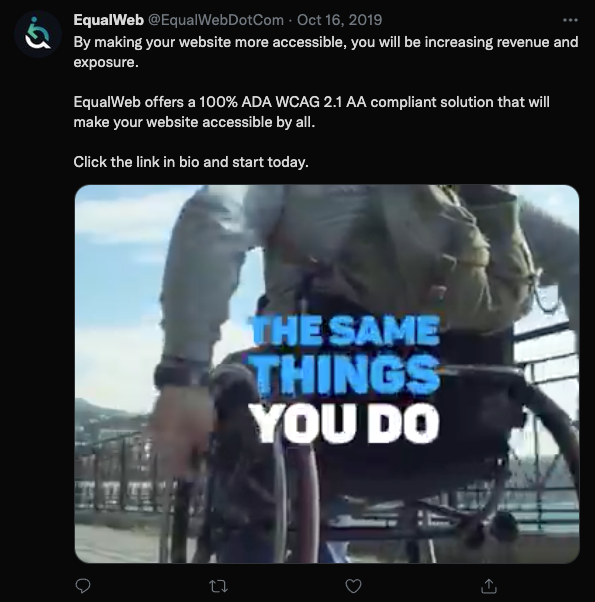 EqualWeb @EqualWebDotCom · Oct 16, 2019
By making your website more accessible, you will be increasing revenue and
exposure.
EqualWeb offers a 100% ADA WCAG 2.1 AA compliant solution that will
make your website accessible by all.
Click the link in bio and start today.
THE SAME
THINGS
YOU DO